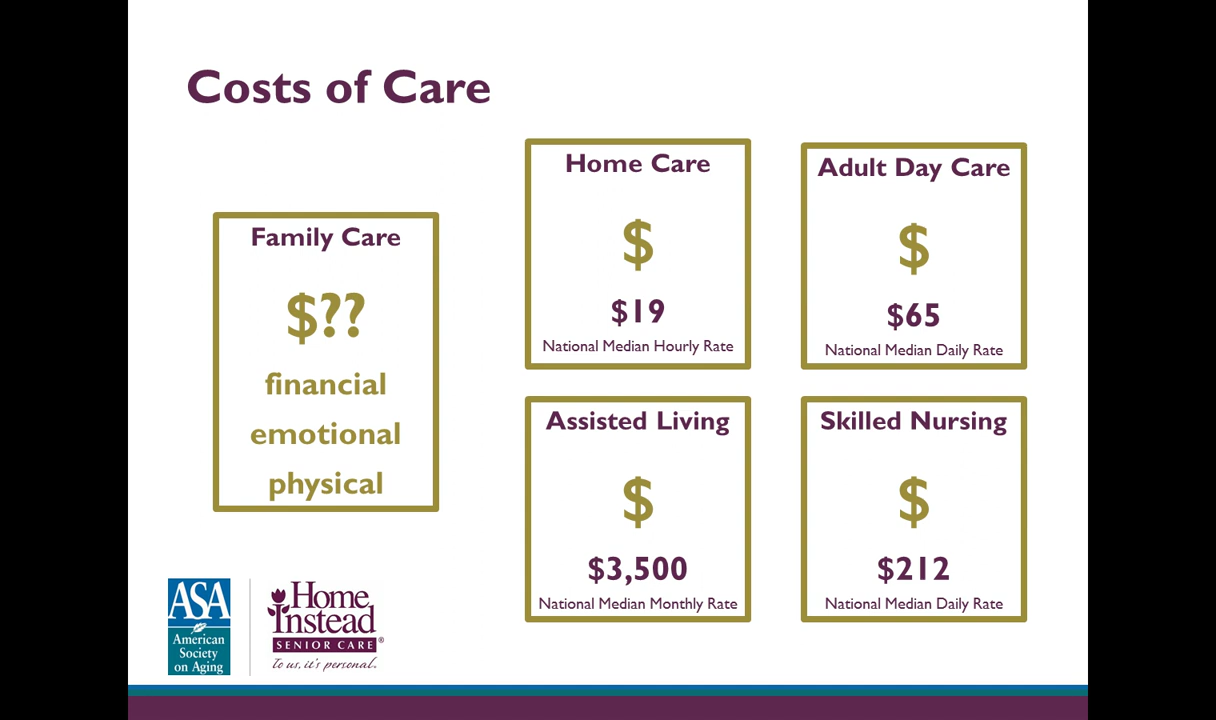 Costs of Care
Family Care
$??
financial
emotional
physical
Home Care
$
$19
National Median Hourly Rate
Adult Day Care
$
$65
National Median Daily Rate
Assisted Living
$
$3,500
National Median Monthly Rate
Skilled Nursing
$
$212
National Median Daily Rate
ASA
American
Society
on Aging
Home
Instead
SENIOR CARE®
To us, it's personal.